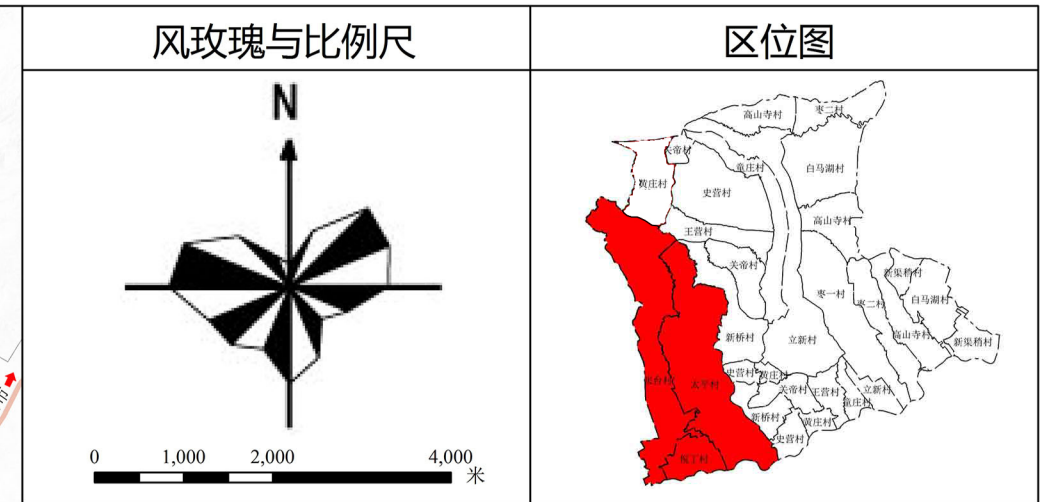 风玫瑰与比例尺
区位图
N
0 1,000 2,000 4,000 米
高山寺村
枣二村
关帝村
童庄村
白马湖村
黄庄村
史营村
高山寺村
王营村
关帝村
新渠稍村
枣一村
枣二村
白马湖村
新桥村
立新村
高山寺村
新渠稍村
史营村
黄庄村
太平村
关帝村
王营村
立新村
童庄村
新桥村
黄庄村
史营村
市